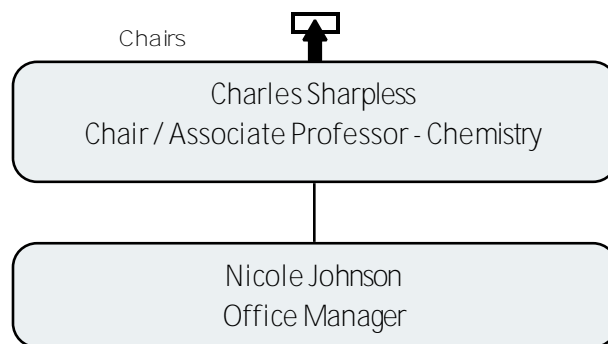 Chairs
Charles Sharpless
Chair / Associate Professor - Chemistry
Nicole Johnson
Office Manager